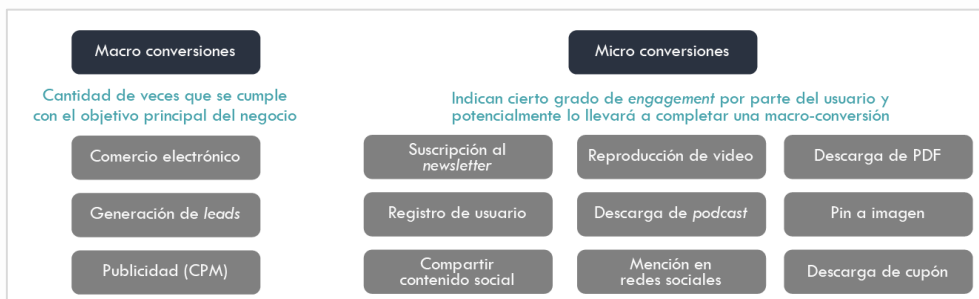 Macro conversiones
Cantidad de veces que se cumple
con el objetivo principal del negocio
Comercio electrónico
Generación de leads
Publicidad (CPM)
Micro conversiones
Indican cierto grado de engagement por parte del usuario y
potencialmente lo llevará a completar una macro-conversión
Suscripción al
newsletter
Reproducción de video
Descarga de PDF
Registro de usuario
Descarga de podcast
Pin a imagen
Compartir
contenido social
Mención en
redes sociales
Descarga de cupón